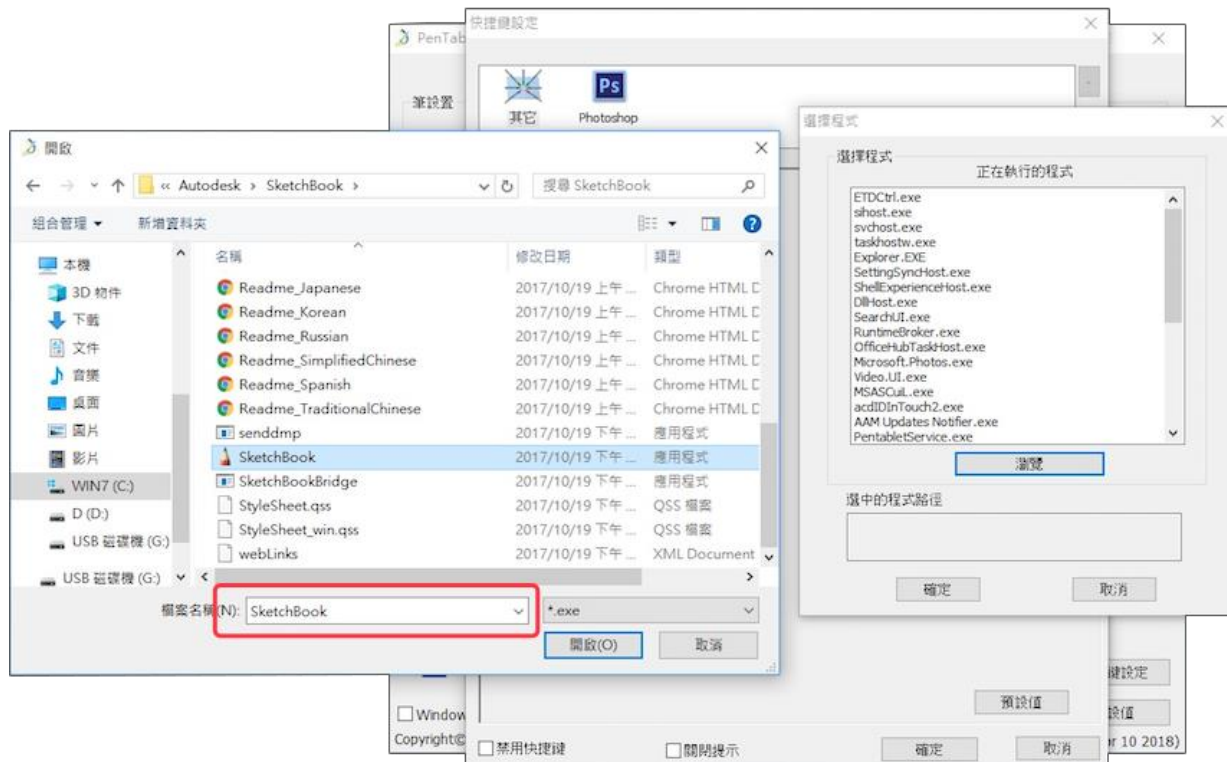 快捷鍵設定
PenTab
筆設置
其它
Photoshop
選擇程式
選擇程式
正在執行的程式
ETDCtrl.exe
sihost.exe
svchost.exe
taskhostw.exe
Explorer.EXE
SettingSyncHost.exe
ShellExperienceHost.exe
DllHost.exe
SearchUI.exe
RuntimeBroker.exe
OfficeHubTaskHost.exe
Microsoft.Photos.exe
Video.UI.exe
MSASCuiL.exe
acdIDInTouch2.exe
AAM Updates Notifier.exe
PentabletService.exe
瀏覽
選中的程式路徑
確定 取消
開啟
« Autodesk › SketchBook ›
搜尋 SketchBook
組合管理 新增資料夾
本機
3D 物件
下載
文件
音樂
桌面
圖片
影片
WIN7 (C:)
D (D:)
USB 磁碟機 (G:)
USB 磁碟機 (G:)
名稱 修改日期 類型
Readme_Japanese 2017/10/19 上午 ... Chrome HTML D
Readme_Korean 2017/10/19 上午 ... Chrome HTML D
Readme_Russian 2017/10/19 上午 ... Chrome HTML D
Readme_SimplifiedChinese 2017/10/19 上午 ... Chrome HTML D
Readme_Spanish 2017/10/19 上午 ... Chrome HTML D
Readme_TraditionalChinese 2017/10/19 上午 ... Chrome HTML D
senddmp 2017/10/19 下午 ... 應用程式
SketchBook 2017/10/19 下午 ... 應用程式
SketchBookBridge 2017/10/19 下午 ... 應用程式
StyleSheet.qss 2017/10/19 下午 ... QSS 檔案
StyleSheet_win.qss 2017/10/19 下午 ... QSS 檔案
webLinks 2017/10/19 下午 ... XML Document
檔案名稱(N): SketchBook *.exe
開啟(O) 取消
鍵設定
預設值
設值
Window
Copyright©
r 10 2018)
禁用快捷鍵 關閉提示 確定 取消